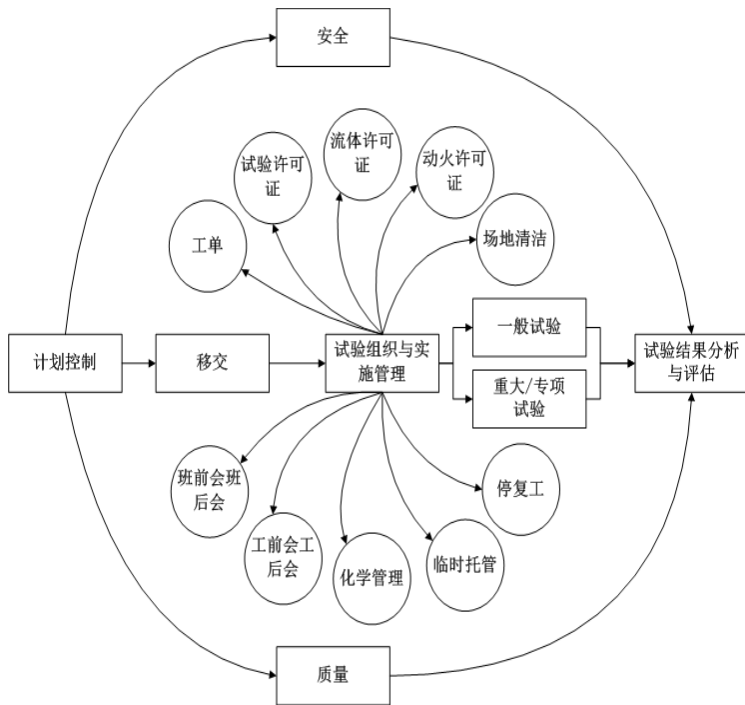 安全
流体许可
证
动火许可
证
试验许可
证
工单
场地清洁
计划控制
移交
试验组织与实
施管理
一般试验
重大/专项
试验
试验结果分析
与评估
班前会班
后会
停复工
工前会工
后会
化学管理
临时托管
质量